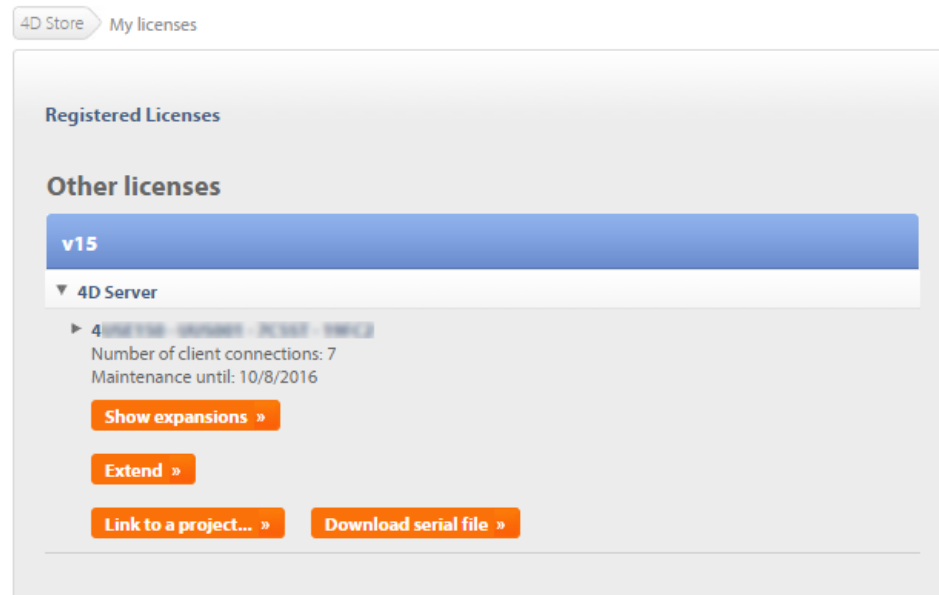 4D Store My licenses
Registered Licenses
Other licenses
v15
4D Server
4
Number of client connections: 7
Maintenance until: 10/8/2016
Show expansions »
Extend »
Link to a project... » Download serial file »